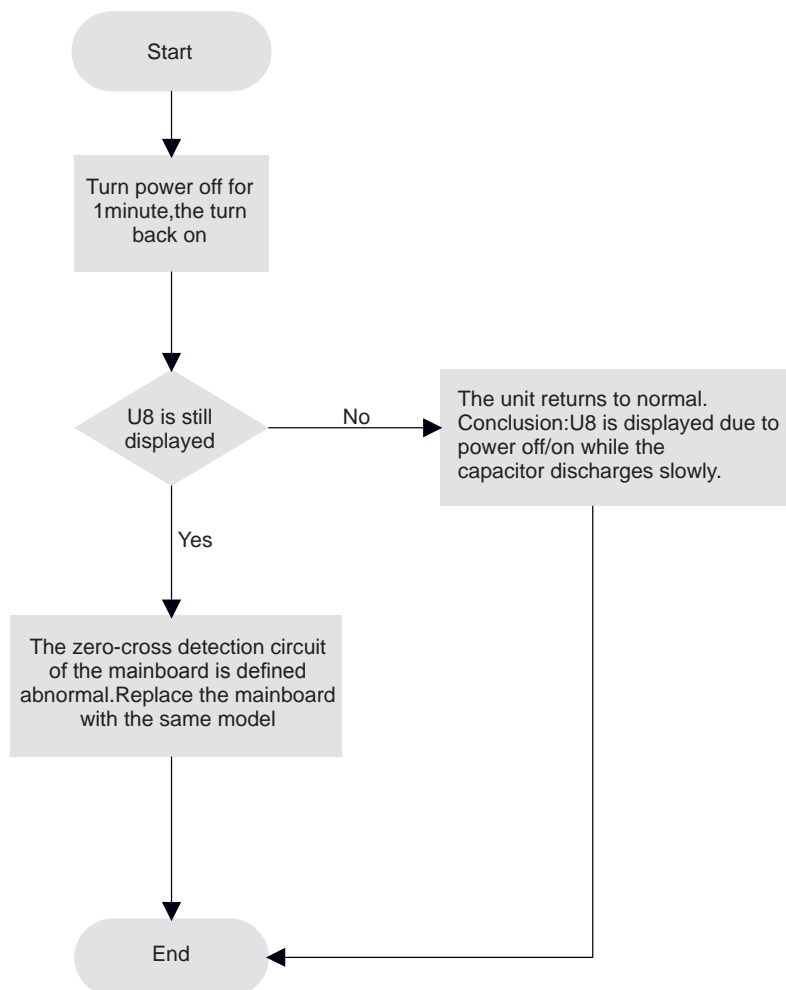 Start
Turn power off for
1minute,the turn
back on
U8 is still
displayed
No
The unit returns to normal.
Conclusion:U8 is displayed due to
power off/on while the
capacitor discharges slowly.
Yes
The zero-cross detection circuit
of the mainboard is defined
abnormal.Replace the mainboard
with the same model
End